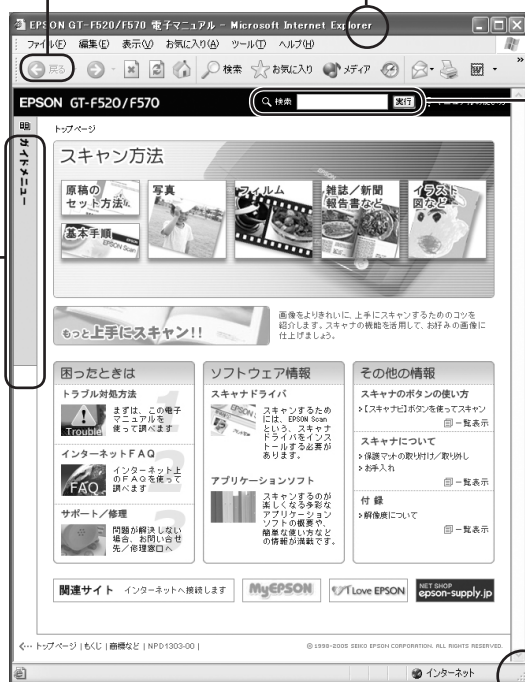 EPSON GT-F520/F570 電子マニュアル - Microsoft Internet Explorer
ファイル(F) 編集(E) 表示(V) お気に入り(A) ツール(T) ヘルプ(H)
戻る 検索 お気に入り メディア
EPSON GT-F520/F570 検索 実行
ガイドメニュー
トップページ
スキャン方法
原稿の
セット方法
写真
フィルム
雑誌/新聞
報告書など
イラスト
図など
基本手順
もっと上手にスキャン!!
画像をよりきれいに、上手にスキャンするためのコツを
紹介します。スキャナの機能を活用して、お好みの画像に
仕上げましょう。
困ったときは
トラブル対処方法
Trouble
まずは、この電子
マニュアルを
使って調べます
インターネットFAQ
FAQ
インターネット上
のFAQを使って
調べます
サポート/修理
問題が解決しない
場合、お問い合せ
先/修理窓口へ
ソフトウェア情報
スキャナドライバ
スキャンするため
には、EPSON Scan
という、スキャナ
ドライバをインス
トールする必要が
あります。
アプリケーションソフト
スキャンするのが
楽しくなる多彩な
アプリケーション
ソフトの概要や、
簡単な使い方など
の情報が満載です。
その他の情報
スキャナのボタンの使い方
>【スキャナビ】ボタンを使ってスキャン
一覧表示
スキャナについて
>保護マットの取り付け/取り外し
>お手入れ
一覧表示
付 録
>解像度について
一覧表示
関連サイト インターネットへ接続します
MyEPSON
I Love EPSON
NET SHOP
epson-supply.jp
トップページ | もくじ | 商標など | NPD1303-00 |
© 1998-2005 SEIKO EPSON CORPORATION. ALL RIGHTS RESERVED.
インターネット